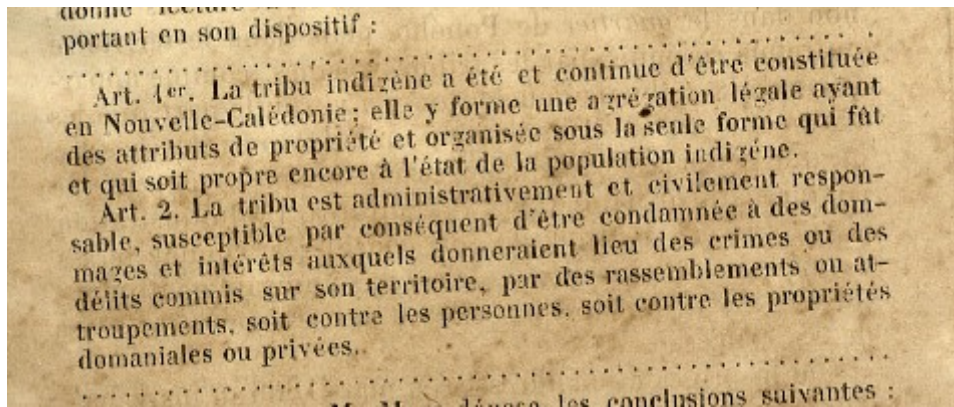 donne lecture
portant en son dispositif :
Art. 1er. La tribu indigène a été et continue d'être constituée
en Nouvelle-Calédonie; elle y forme une agrégation légale ayant
des attributs de propriété et organisée sous la seule forme qui fût
et qui soit propre encore à l'état de la population indigéne.
Art. 2. La tribu est administrativement et civilement respon-
sable, susceptible par conséquent d'être condamnée à des dom-
mages et intérêts auxquels donneraient lieu des crimes ou des
délits commis sur son territoire, par des rassemblements ou at-
troupements, soit contre les personnes, soit contre les propriétés
domaniales ou privées.
dépose les conclusions suivantes :